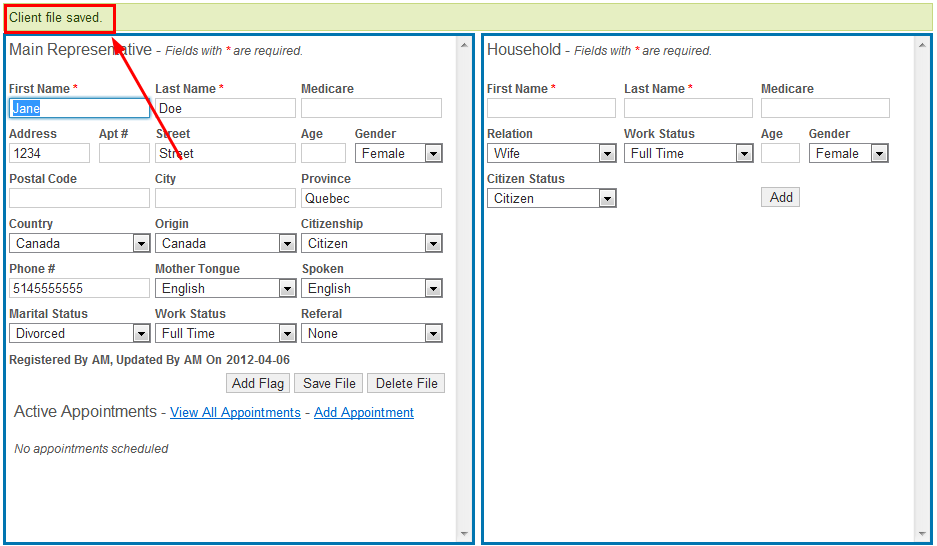 Client file saved.
Main Representative - Fields with * are required.
First Name * Last Name * Medicare
Jane Doe
Address Apt # Street Age Gender
1234 Street Female
Postal Code City Province
Quebec
Country Origin Citizenship
Canada Canada Citizen
Phone # Mother Tongue Spoken
5145555555 English English
Marital Status Work Status Referal
Divorced Full Time None
Registered By AM, Updated By AM On 2012-04-06
Add Flag Save File Delete File
Active Appointments - View All Appointments - Add Appointment
No appointments scheduled
Household - Fields with * are required.
First Name * Last Name * Medicare
Relation Work Status Age Gender
Wife Full Time Female
Citizen Status
Citizen Add